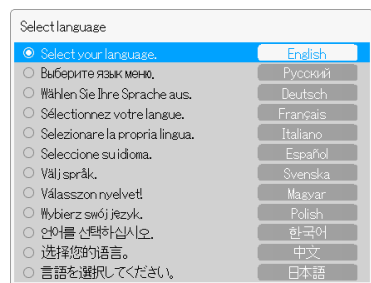 Select language
Select your language. English
Выберите язык меню. Русский
Wählen Sie Ihre Sprache aus. Deutsch
Sélectionnez votre langue. Français
Selezionare la propria lingua. Italiano
Seleccione su idioma. Español
Välj språk. Svenska
Válasszon nyelvet! Magyar
Wybierz swój język. Polish
언어를 선택하십시오. 한국어
选择您的语言。 中文
言語を選択してください。 日本語